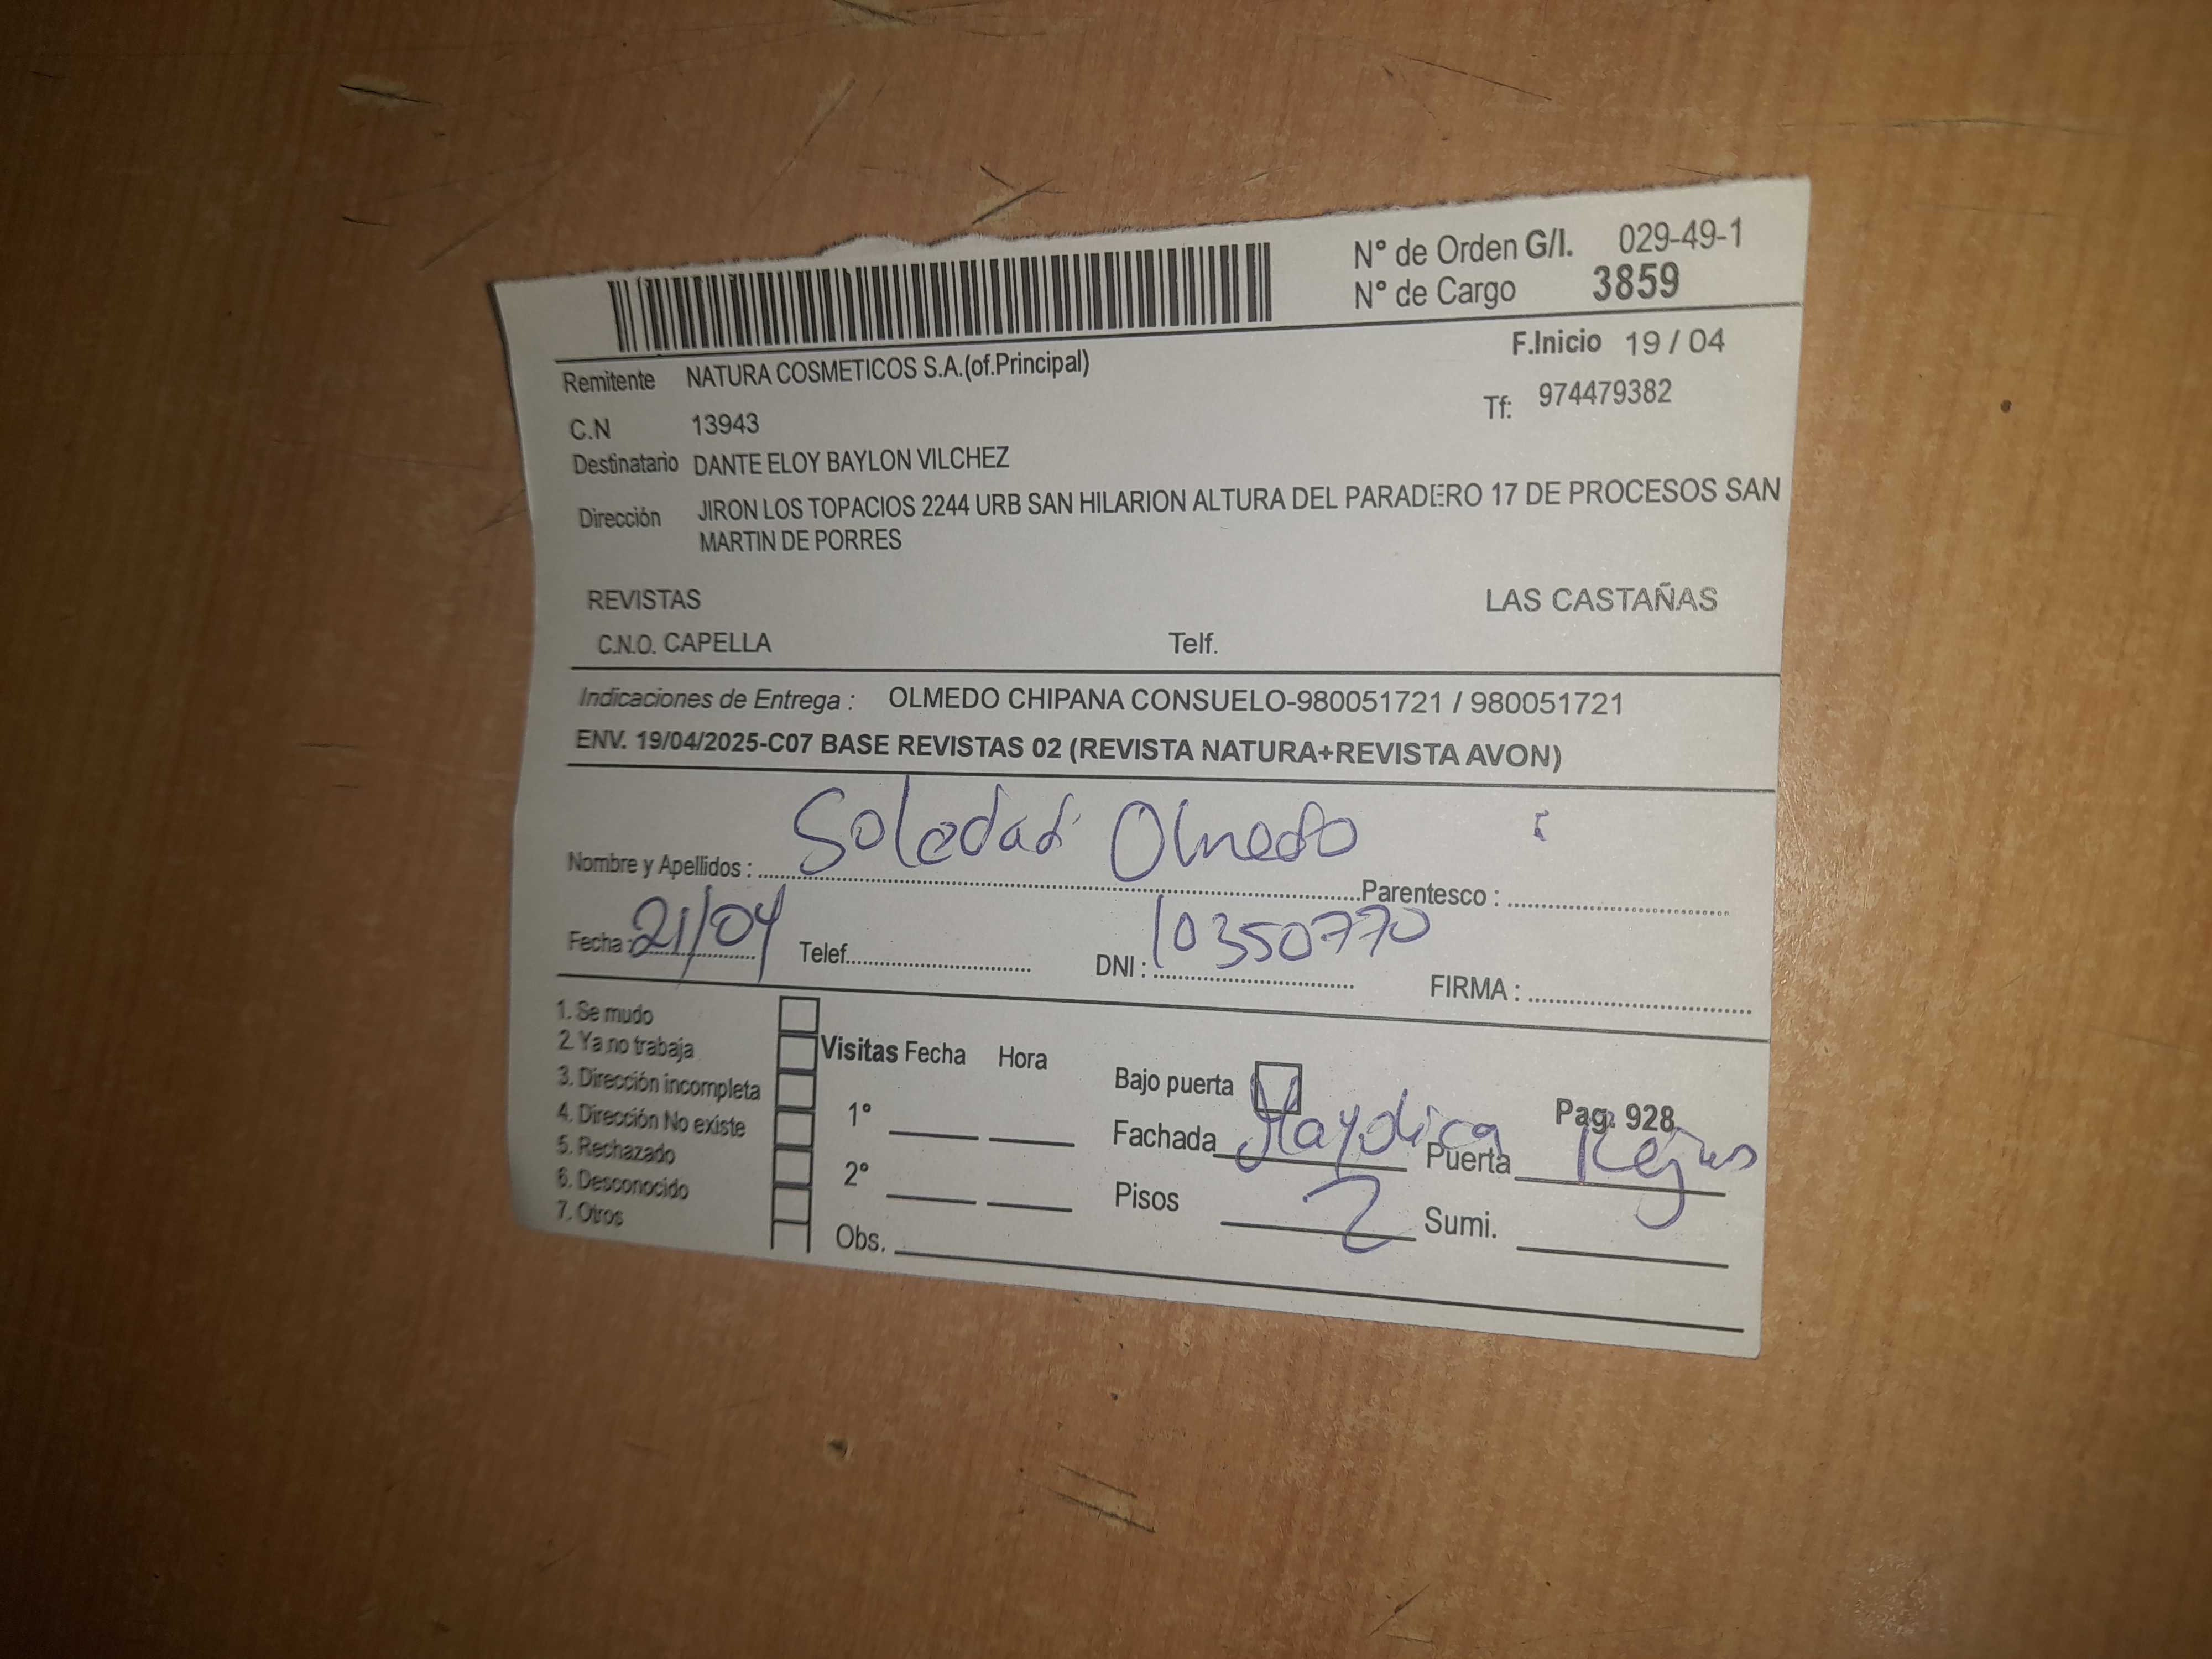 N° de Orden G/I. 029-49-1
N° de Cargo 3859
F.Inicio 19 / 04
Remitente NATURA COSMETICOS S.A.(of.Principal)
Tf: 974479382
C.N 13943
Destinatario DANTE ELOY BAYLON VILCHEZ
Dirección JIRON LOS TOPACIOS 2244 URB SAN HILARION ALTURA DEL PARADERO 17 DE PROCESOS SAN
MARTIN DE PORRES
REVISTAS LAS CASTAÑAS
C.N.O. CAPELLA Telf.
Indicaciones de Entrega : OLMEDO CHIPANA CONSUELO-980051721 / 980051721
ENV. 19/04/2025-C07 BASE REVISTAS 02 (REVISTA NATURA+REVISTA AVON)
Nombre y Apellidos : Soledad Olmedo Parentesco :
Fecha : 21/04 Telef. DNI : 10350770 FIRMA :
1. Se mudo
2. Ya no trabaja
3. Dirección incompleta
4. Dirección No existe
5. Rechazado
6. Desconocido
7. Otros
Visitas Fecha Hora
1°
2°
Obs.
Bajo puerta Pag: 928
Fachada Mayolica Puerta Rejas
Pisos 2 Sumi.